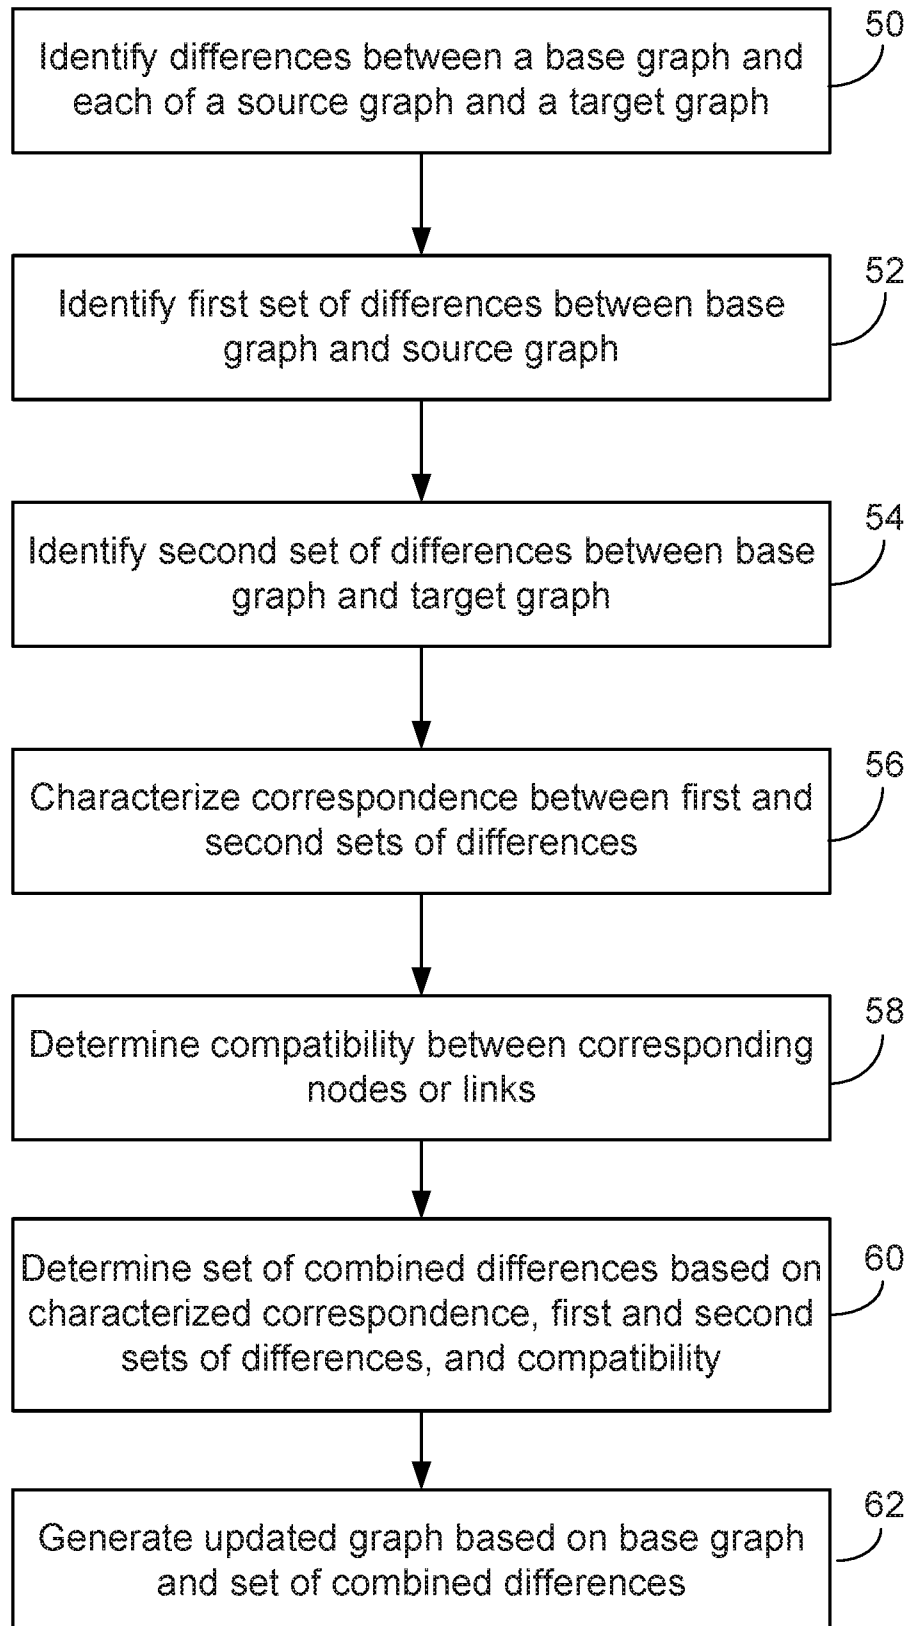 Identify differences between a base graph and
each of a source graph and a target graph
50
Identify first set of differences between base
graph and source graph
52
Identify second set of differences between base
graph and target graph
54
Characterize correspondence between first and
second sets of differences
56
Determine compatibility between corresponding
nodes or links
58
Determine set of combined differences based on
characterized correspondence, first and second
sets of differences, and compatibility
60
Generate updated graph based on base graph
and set of combined differences
62